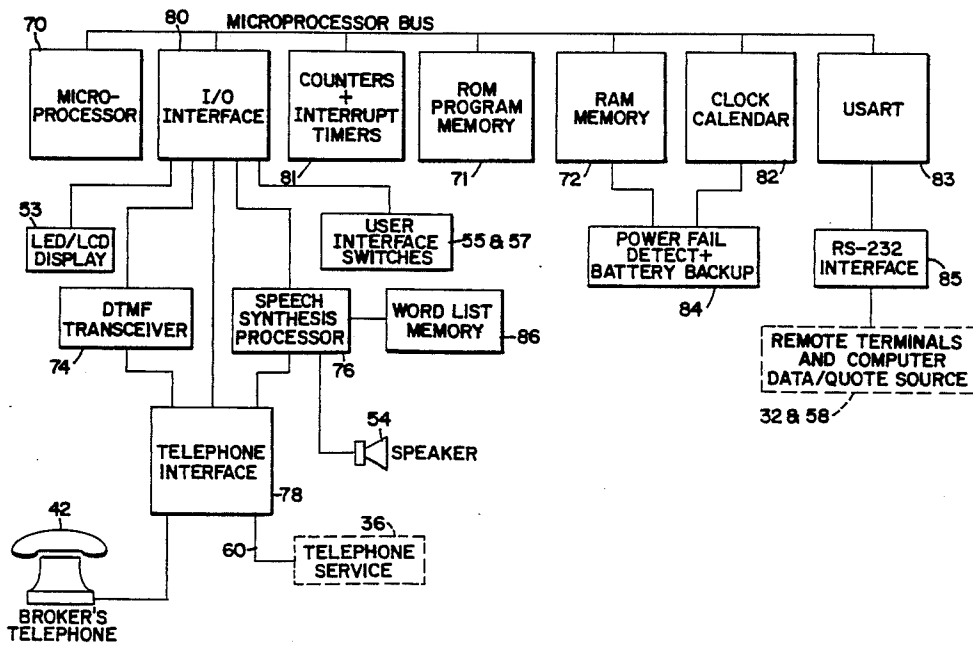 70
80
MICROPROCESSOR BUS
MICRO-
PROCESSOR
I/O
INTERFACE
COUNTERS
+
INTERRUPT
TIMERS
81
ROM
PROGRAM
MEMORY
71
RAM
MEMORY
72
CLOCK
CALENDAR
82
USART
83
53
LED/LCD
DISPLAY
USER
INTERFACE
SWITCHES
55 & 57
POWER FAIL
DETECT+
BATTERY BACKUP
84
RS-232
INTERFACE
85
DTMF
TRANSCEIVER
74
SPEECH
SYNTHESIS
PROCESSOR
76
WORD LIST
MEMORY
86
REMOTE TERMINALS
AND COMPUTER
DATA/QUOTE SOURCE
32 & 58
TELEPHONE
INTERFACE
78
54
SPEAKER
42
BROKER'S
TELEPHONE
60
36
TELEPHONE
SERVICE